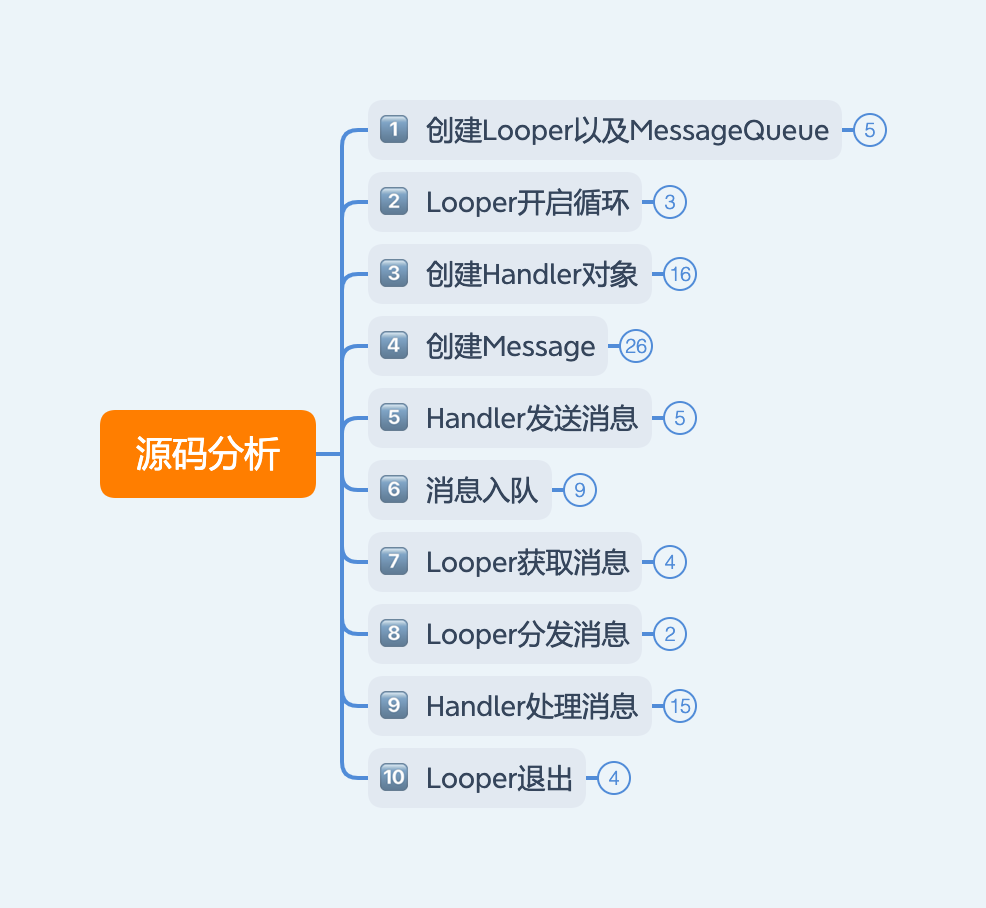 1 创建Looper以及MessageQueue 5
2 Looper开启循环 3
3 创建Handler对象 16
4 创建Message 26
5 Handler发送消息 5
源码分析
6 消息入队 9
7 Looper获取消息 4
8 Looper分发消息 2
9 Handler处理消息 15
10 Looper退出 4